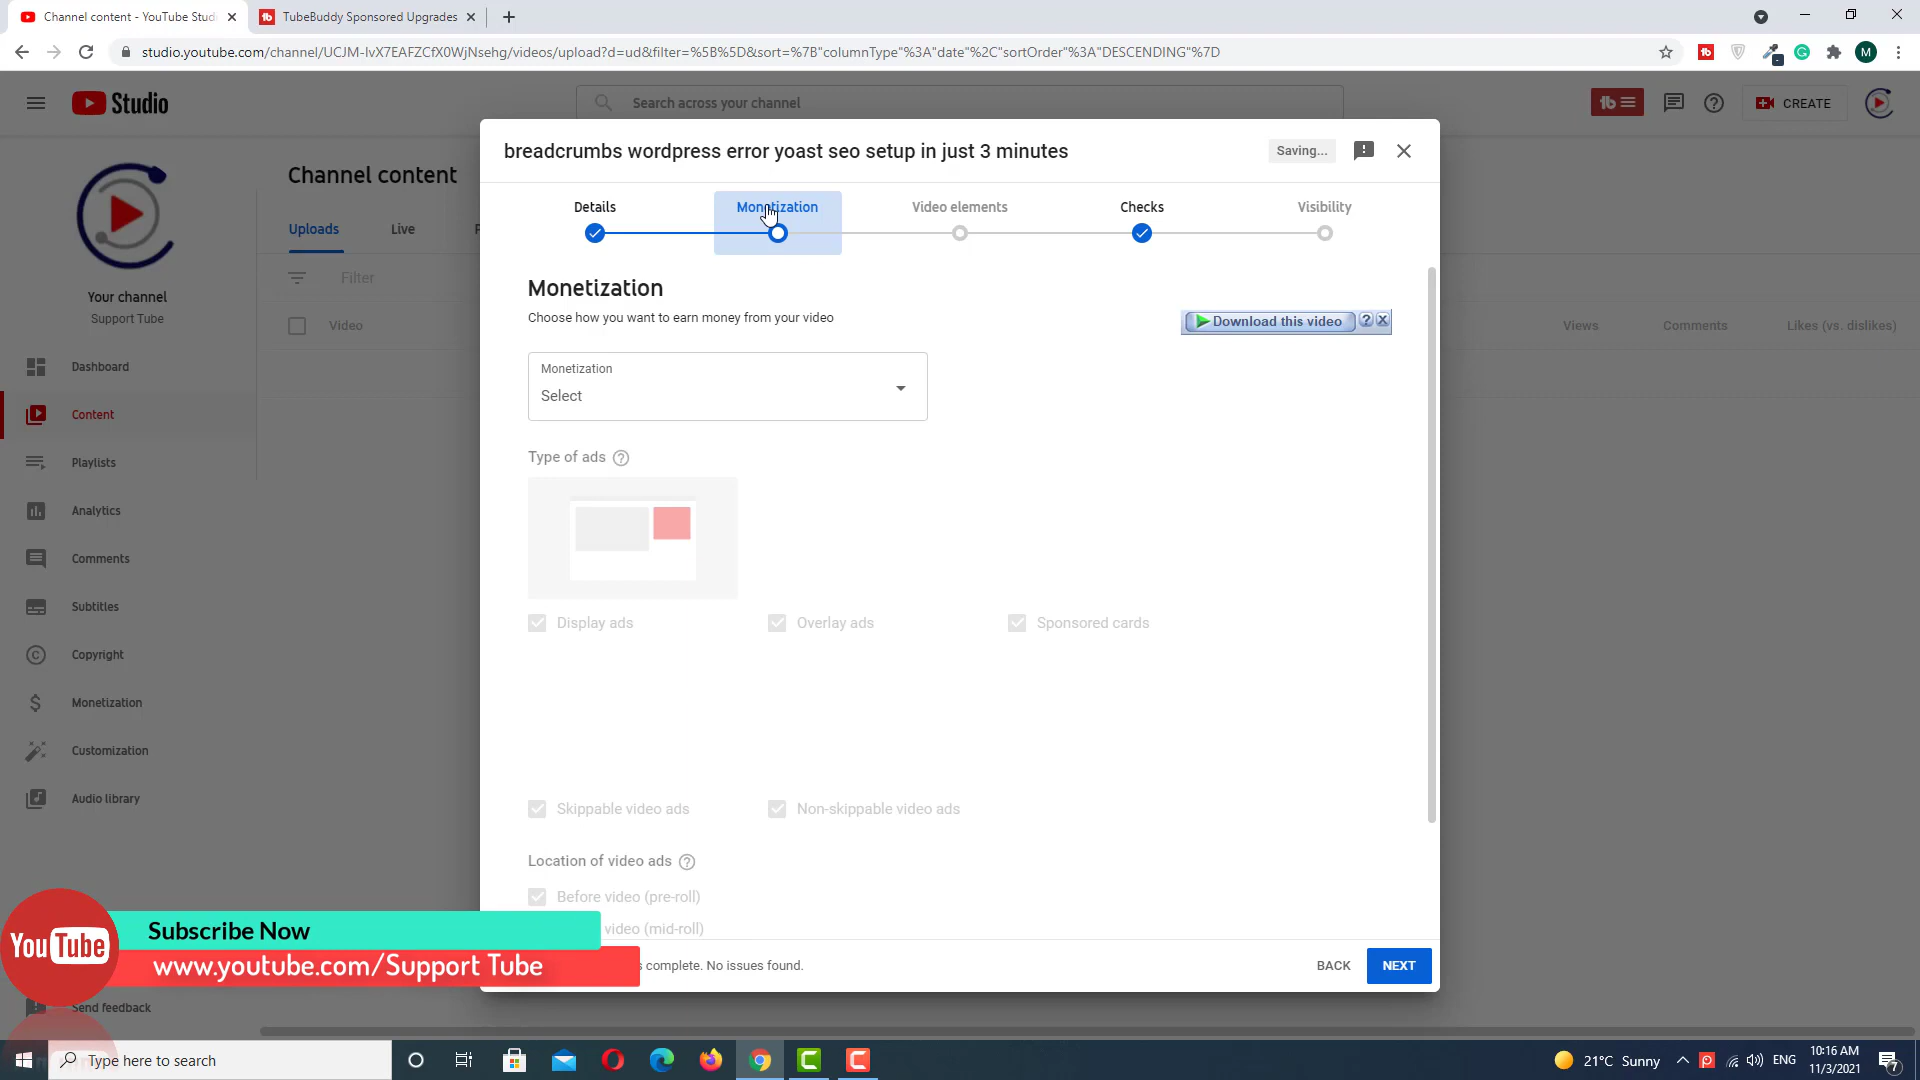 Channel content - YouTube Stud
TubeBuddy Sponsored Upgrades
studio.youtube.com/channel/UCJM-IvX7EAFZCfX0WjNsehg/videos/upload?d=ud&filter=%5B%5D&sort=%7B"columnType"%3A"date"%2C"sortOrder"%3A"DESCENDING"%7D
M
Studio
Search across your channel
CREATE
breadcrumbs wordpress error yoast seo setup in just 3 minutes
Saving...
Channel content
Details
Monetization
Video elements
Checks
Visibility
Uploads
Live
Filter
Monetization
Choose how you want to earn money from your video
Download this video
Your channel
Support Tube
Video
Views
Comments
Likes (vs. dislikes)
Monetization
Select
Dashboard
Content
Playlists
Analytics
Comments
Subtitles
Copyright
Monetization
Customization
Audio library
Send feedback
Type of ads
Display ads
Overlay ads
Sponsored cards
Skippable video ads
Non-skippable video ads
Location of video ads
Before video (pre-roll)
video (mid-roll)
complete. No issues found.
BACK
NEXT
YouTube
Subscribe Now
www.youtube.com/Support Tube
Type here to search
21°C Sunny
ENG
10:16 AM
11/3/2021
7